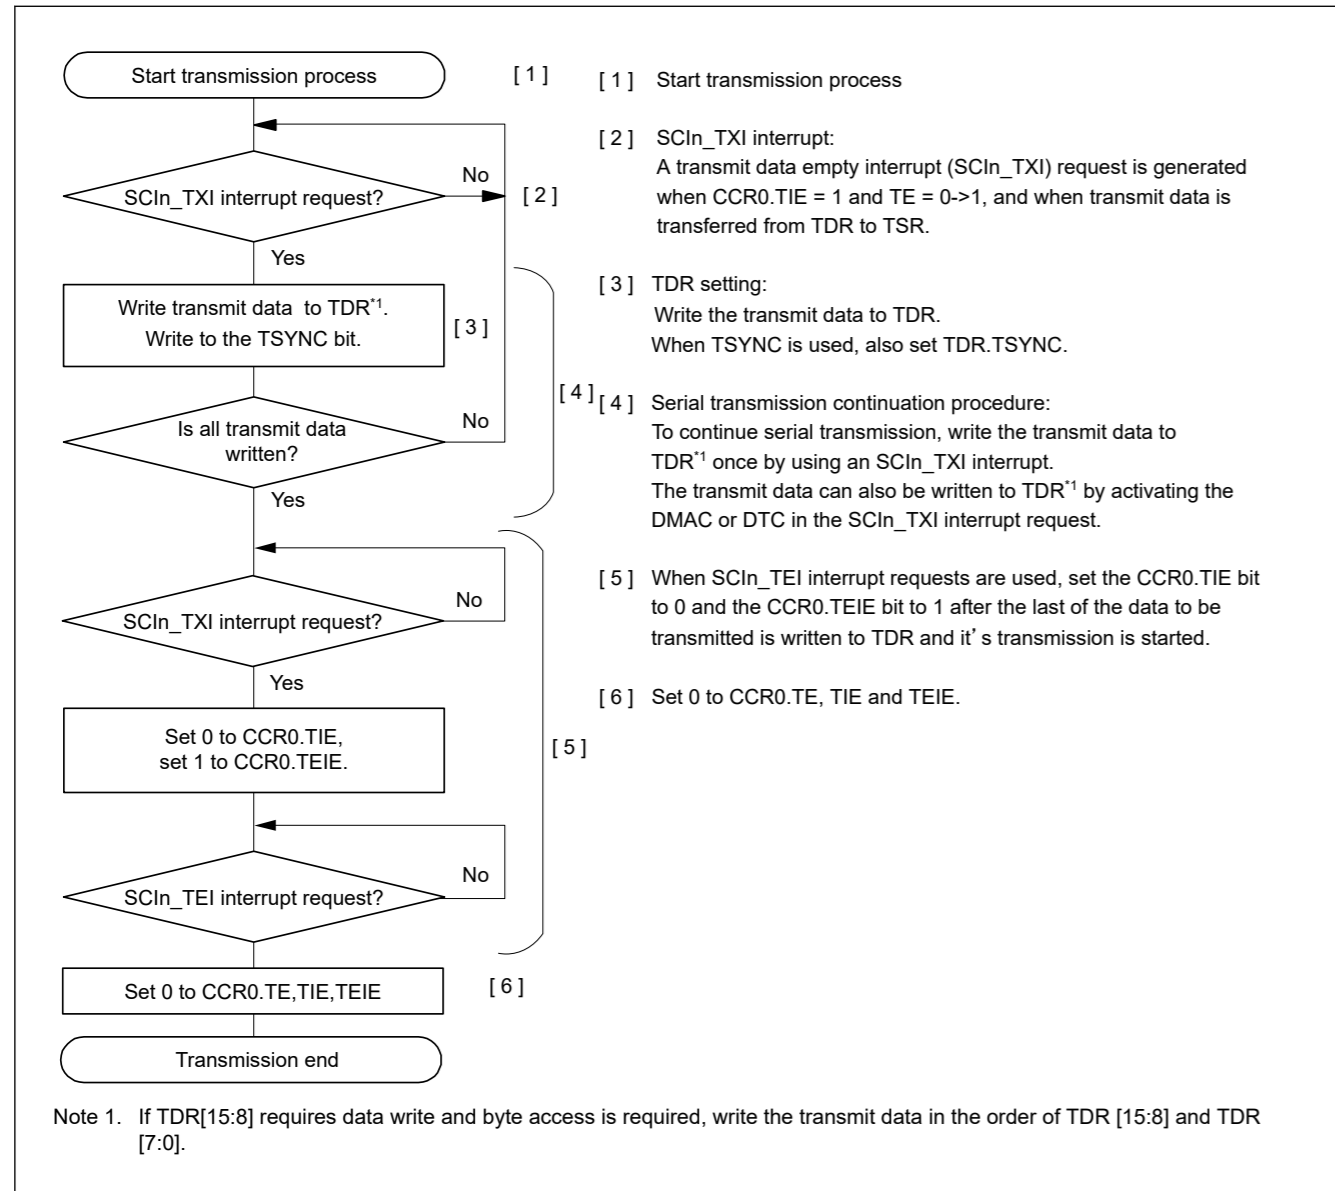 Start transmission process
[ 1 ]
SCIn_TXI interrupt request?
No
[ 2 ]
Yes
Write transmit data  to TDR*1.
Write to the TSYNC bit.
[ 3 ]
[ 4 ]
Is all transmit data
written?
No
Yes
SCIn_TXI interrupt request?
No
Yes
Set 0 to CCR0.TIE,
set 1 to CCR0.TEIE.
[ 5 ]
SCIn_TEI interrupt request?
No
Set 0 to CCR0.TE,TIE,TEIE
[ 6 ]
Transmission end
[ 1 ] Start transmission process
[ 2 ] SCIn_TXI interrupt:
A transmit data empty interrupt (SCIn_TXI) request is generated
when CCR0.TIE = 1 and TE = 0->1, and when transmit data is
transferred from TDR to TSR.
[ 3 ] TDR setting:
Write the transmit data to TDR.
When TSYNC is used, also set TDR.TSYNC.
[ 4 ] Serial transmission continuation procedure:
To continue serial transmission, write the transmit data to
TDR*1 once by using an SCIn_TXI interrupt.
The transmit data can also be written to TDR*1 by activating the
DMAC or DTC in the SCIn_TXI interrupt request.
[ 5 ] When SCIn_TEI interrupt requests are used, set the CCR0.TIE bit
to 0 and the CCR0.TEIE bit to 1 after the last of the data to be
transmitted is written to TDR and it’s transmission is started.
[ 6 ] Set 0 to CCR0.TE, TIE and TEIE.
Note 1. If TDR[15:8] requires data write and byte access is required, write the transmit data in the order of TDR [15:8] and TDR
[7:0].